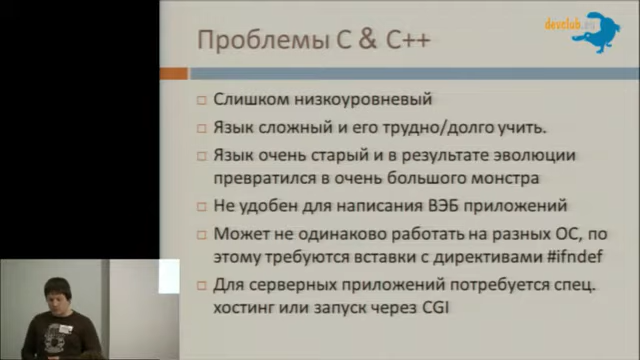 devclub.eu
Проблемы C & C++
Слишком низкоуровневый
Язык сложный и его трудно/долго учить.
Язык очень старый и в результате эволюции
превратился в очень большого монстра
Не удобен для написания ВЭБ приложений
Может не одинаково работать на разных ОС, по
этому требуются вставки с директивами #ifndef
Для серверных приложений потребуется спец.
хостинг или запуск через CGI